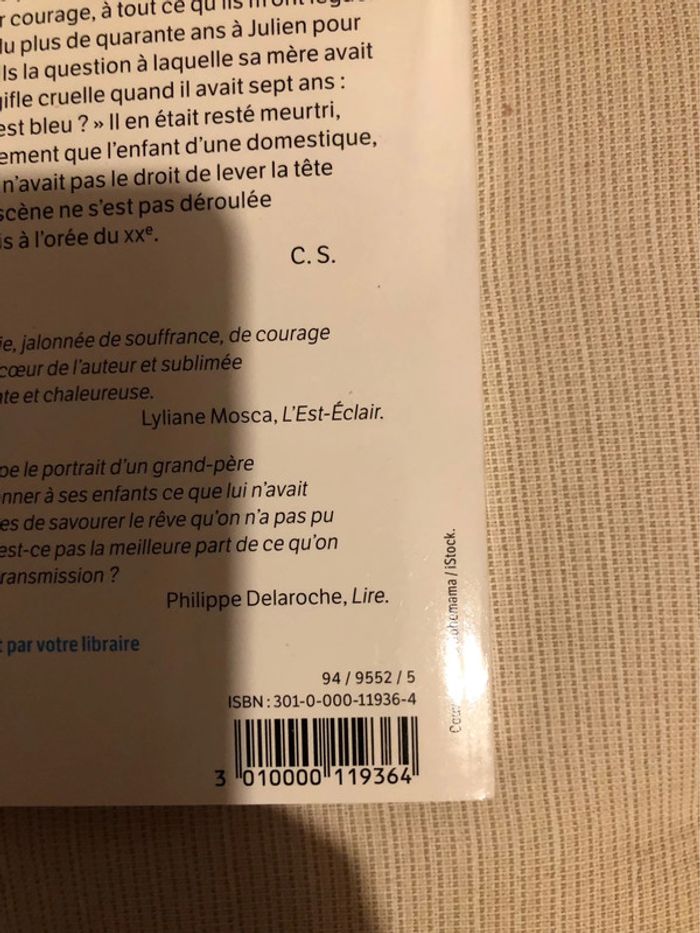 r courage, à tout ce qu'ils m'ont légué
du plus de quarante ans à Julien pour
ls la question à laquelle sa mère avait
gifle cruelle quand il avait sept ans :
est bleu ? » Il en était resté meurtri,
ement que l'enfant d'une domestique,
n'avait pas le droit de lever la tête
scène ne s'est pas déroulée
is à l'orée du XXe.
C. S.
ie, jalonnée de souffrance, de courage
cœur de l'auteur et sublimée
nte et chaleureuse.
Lyliane Mosca, L'Est-Éclair.
pe le portrait d'un grand-père
onner à ses enfants ce que lui n'avait
es de savourer le rêve qu'on n'a pas pu
est-ce pas la meilleure part de ce qu'on
transmission ?
Philippe Delaroche, Lire.
t par votre libraire
94 / 9552 / 5
ISBN : 301-0-000-11936-4
3 010000 119364
/ iStock.